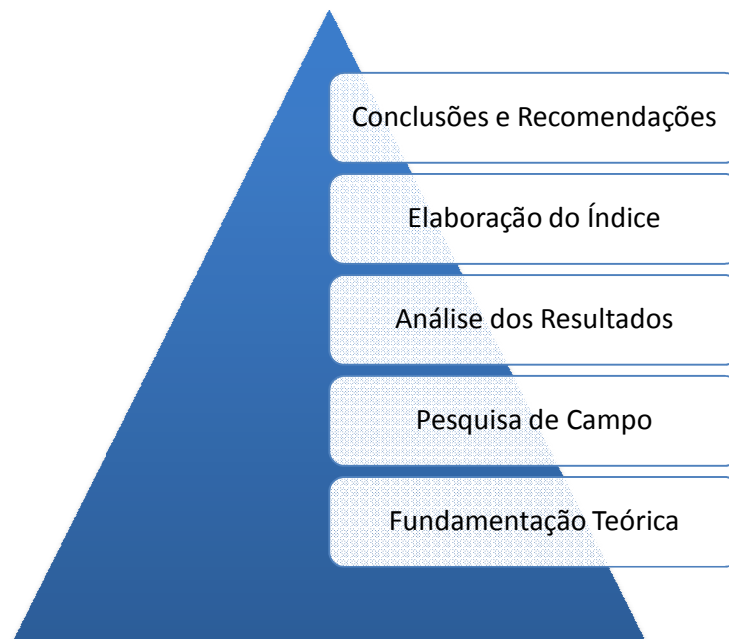 Conclusões e Recomendações
Elaboração do Índice
Análise dos Resultados
Pesquisa de Campo
Fundamentação Teórica